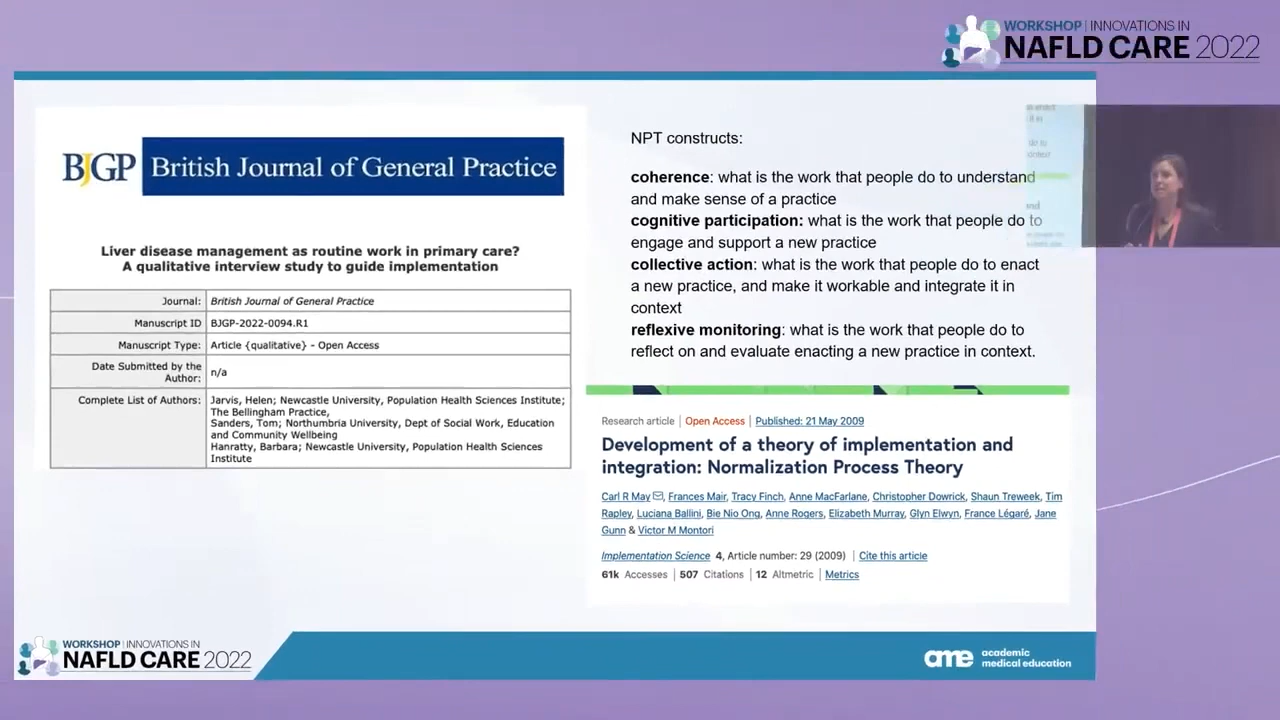 WORKSHOP | INNOVATIONS IN
NAFLD CARE 2022
BJGP British Journal of General Practice
Liver disease management as routine work in primary care?
A qualitative interview study to guide implementation
Journal: British Journal of General Practice
Manuscript ID BJGP-2022-0094.R1
Manuscript Type: Article {qualitative} - Open Access
Date Submitted by the Author: n/a
Complete List of Authors: Jarvis, Helen; Newcastle University, Population Health Sciences Institute;
The Bellingham Practice,
Sanders, Tom; Northumbria University, Dept of Social Work, Education
and Community Wellbeing
Hanratty, Barbara; Newcastle University, Population Health Sciences
Institute
NPT constructs:
coherence: what is the work that people do to understand
and make sense of a practice
cognitive participation: what is the work that people do to
engage and support a new practice
collective action: what is the work that people do to enact
a new practice, and make it workable and integrate it in
context
reflexive monitoring: what is the work that people do to
reflect on and evaluate enacting a new practice in context.
Research article | Open Access | Published: 21 May 2009
Development of a theory of implementation and
integration: Normalization Process Theory
Carl R May, Frances Mair, Tracy Finch, Anne MacFarlane, Christopher Dowrick, Shaun Treweek, Tim
Rapley, Luciana Ballini, Bie Nio Ong, Anne Rogers, Elizabeth Murray, Glyn Elwyn, France Légaré, Jane
Gunn & Victor M Montori
Implementation Science 4, Article number: 29 (2009) | Cite this article
61k Accesses | 507 Citations | 12 Altmetric | Metrics
WORKSHOP | INNOVATIONS IN
NAFLD CARE 2022
ame academic
medical education